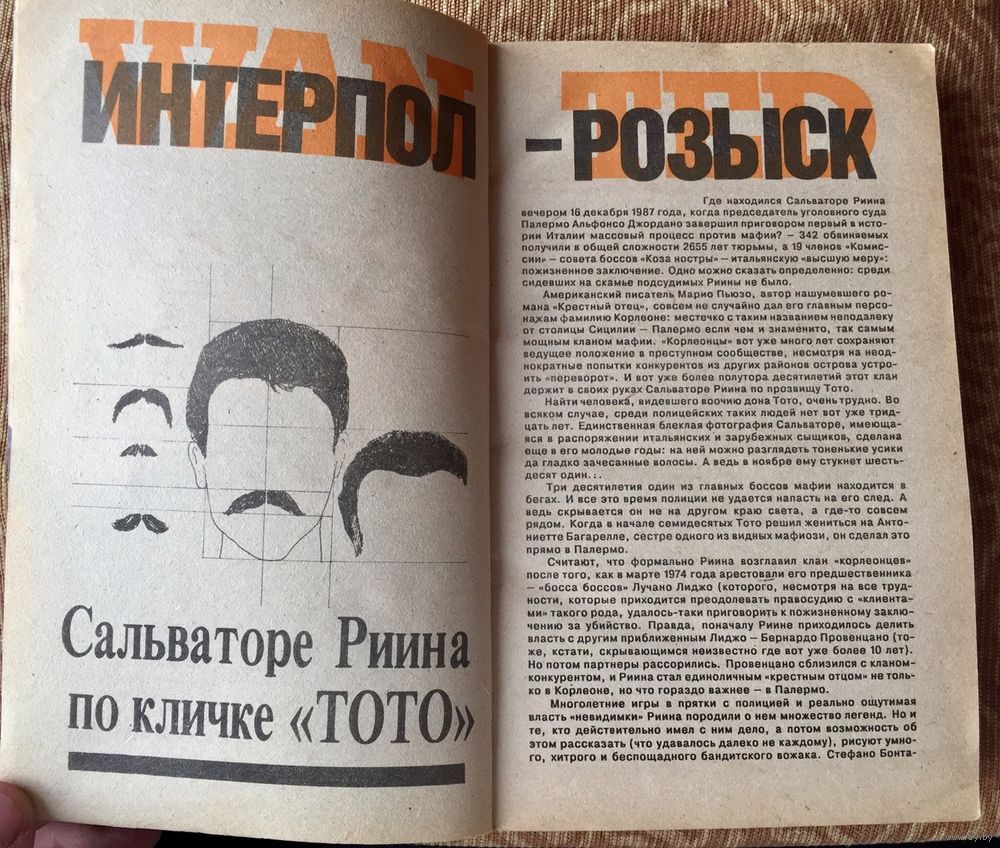 WANTED
ИНТЕРПОЛ
–РОЗЫСК
Сальваторе Риина
по кличке «ТОТО»
Где находился Сальваторе Риина
вечером 16 декабря 1987 года, когда председатель уголовного суда
Палермо Альфонсо Джордано завершил приговором первый в исто-
рии Италии массовый процесс против мафии? – 342 обвиняемых
получили в общей сложности 2655 лет тюрьмы, а 19 членов «Комис-
сии» – совета боссов «Коза ностры» – итальянскую «высшую меру»:
пожизненное заключение. Одно можно сказать определенно: среди
сидевших на скамье подсудимых Риины не было.
Американский писатель Марио Пьюзо, автор нашумевшего ро-
мана «Крестный отец», совсем не случайно дал его главным персо-
нажам фамилию Корлеоне: местечко с таким названием неподалеку
от столицы Сицилии – Палермо если чем и знаменито, так самым
мощным кланом мафии. «Корлеонцы» вот уже много лет сохраняют
ведущее положение в преступном сообществе, несмотря на неод-
нократные попытки конкурентов из других районов острова устро-
ить «переворот». И вот уже более полутора десятилетий этот клан
держит в своих руках Сальваторе Риина по прозвищу Тото.
Найти человека, видевшего воочию дона Тото, очень трудно. Во
всяком случае, среди полицейских таких людей нет вот уже трид-
цать лет. Единственная блеклая фотография Сальваторе, имеюща-
яся в распоряжении итальянских и зарубежных сыщиков, сделана
еще в его молодые годы: на ней можно разглядеть тоненькие усики
да гладко зачесанные волосы. А ведь в ноябре ему стукнет шесть-
десят один...
Три десятилетия один из главных боссов мафии находится в
бегах. И все это время полиции не удается напасть на его след. А
ведь скрывается он не на другом краю света, а где-то совсем
рядом. Когда в начале семидесятых Тото решил жениться на Анто-
ниетте Багарелле, сестре одного из видных мафиози, он сделал это
прямо в Палермо.
Считают, что формально Риина возглавил клан «корлеонцев»
после того, как в марте 1974 года арестовали его предшественника
– «босса боссов» Лучано Лиджо (которого, несмотря на все труд-
ности, которые приходится преодолевать правосудию с «клиента-
ми» такого рода, удалось-таки приговорить к пожизненному заклю-
чению за убийство. Правда, поначалу Риине приходилось делить
власть с другим приближенным Лиджо – Бернардо Провенцано (то-
же, кстати, скрывающимся неизвестно где вот уже более 10 лет).
Но потом партнеры рассорились. Провенцано сблизился с кланом-
конкурентом, и Риина стал единоличным «крестным отцом» не толь-
ко в Корлеоне, но что гораздо важнее – в Палермо.
Многолетние игры в прятки с полицией и реально ощутимая
власть «невидимки» Риина породили о нем множество легенд. Но и
те, кто действительно имел с ним дело, а потом возможность об
этом рассказать (что удавалось далеко не каждому), рисуют умно-
го, хитрого и беспощадного бандитского вожака. Стефано Бонта-